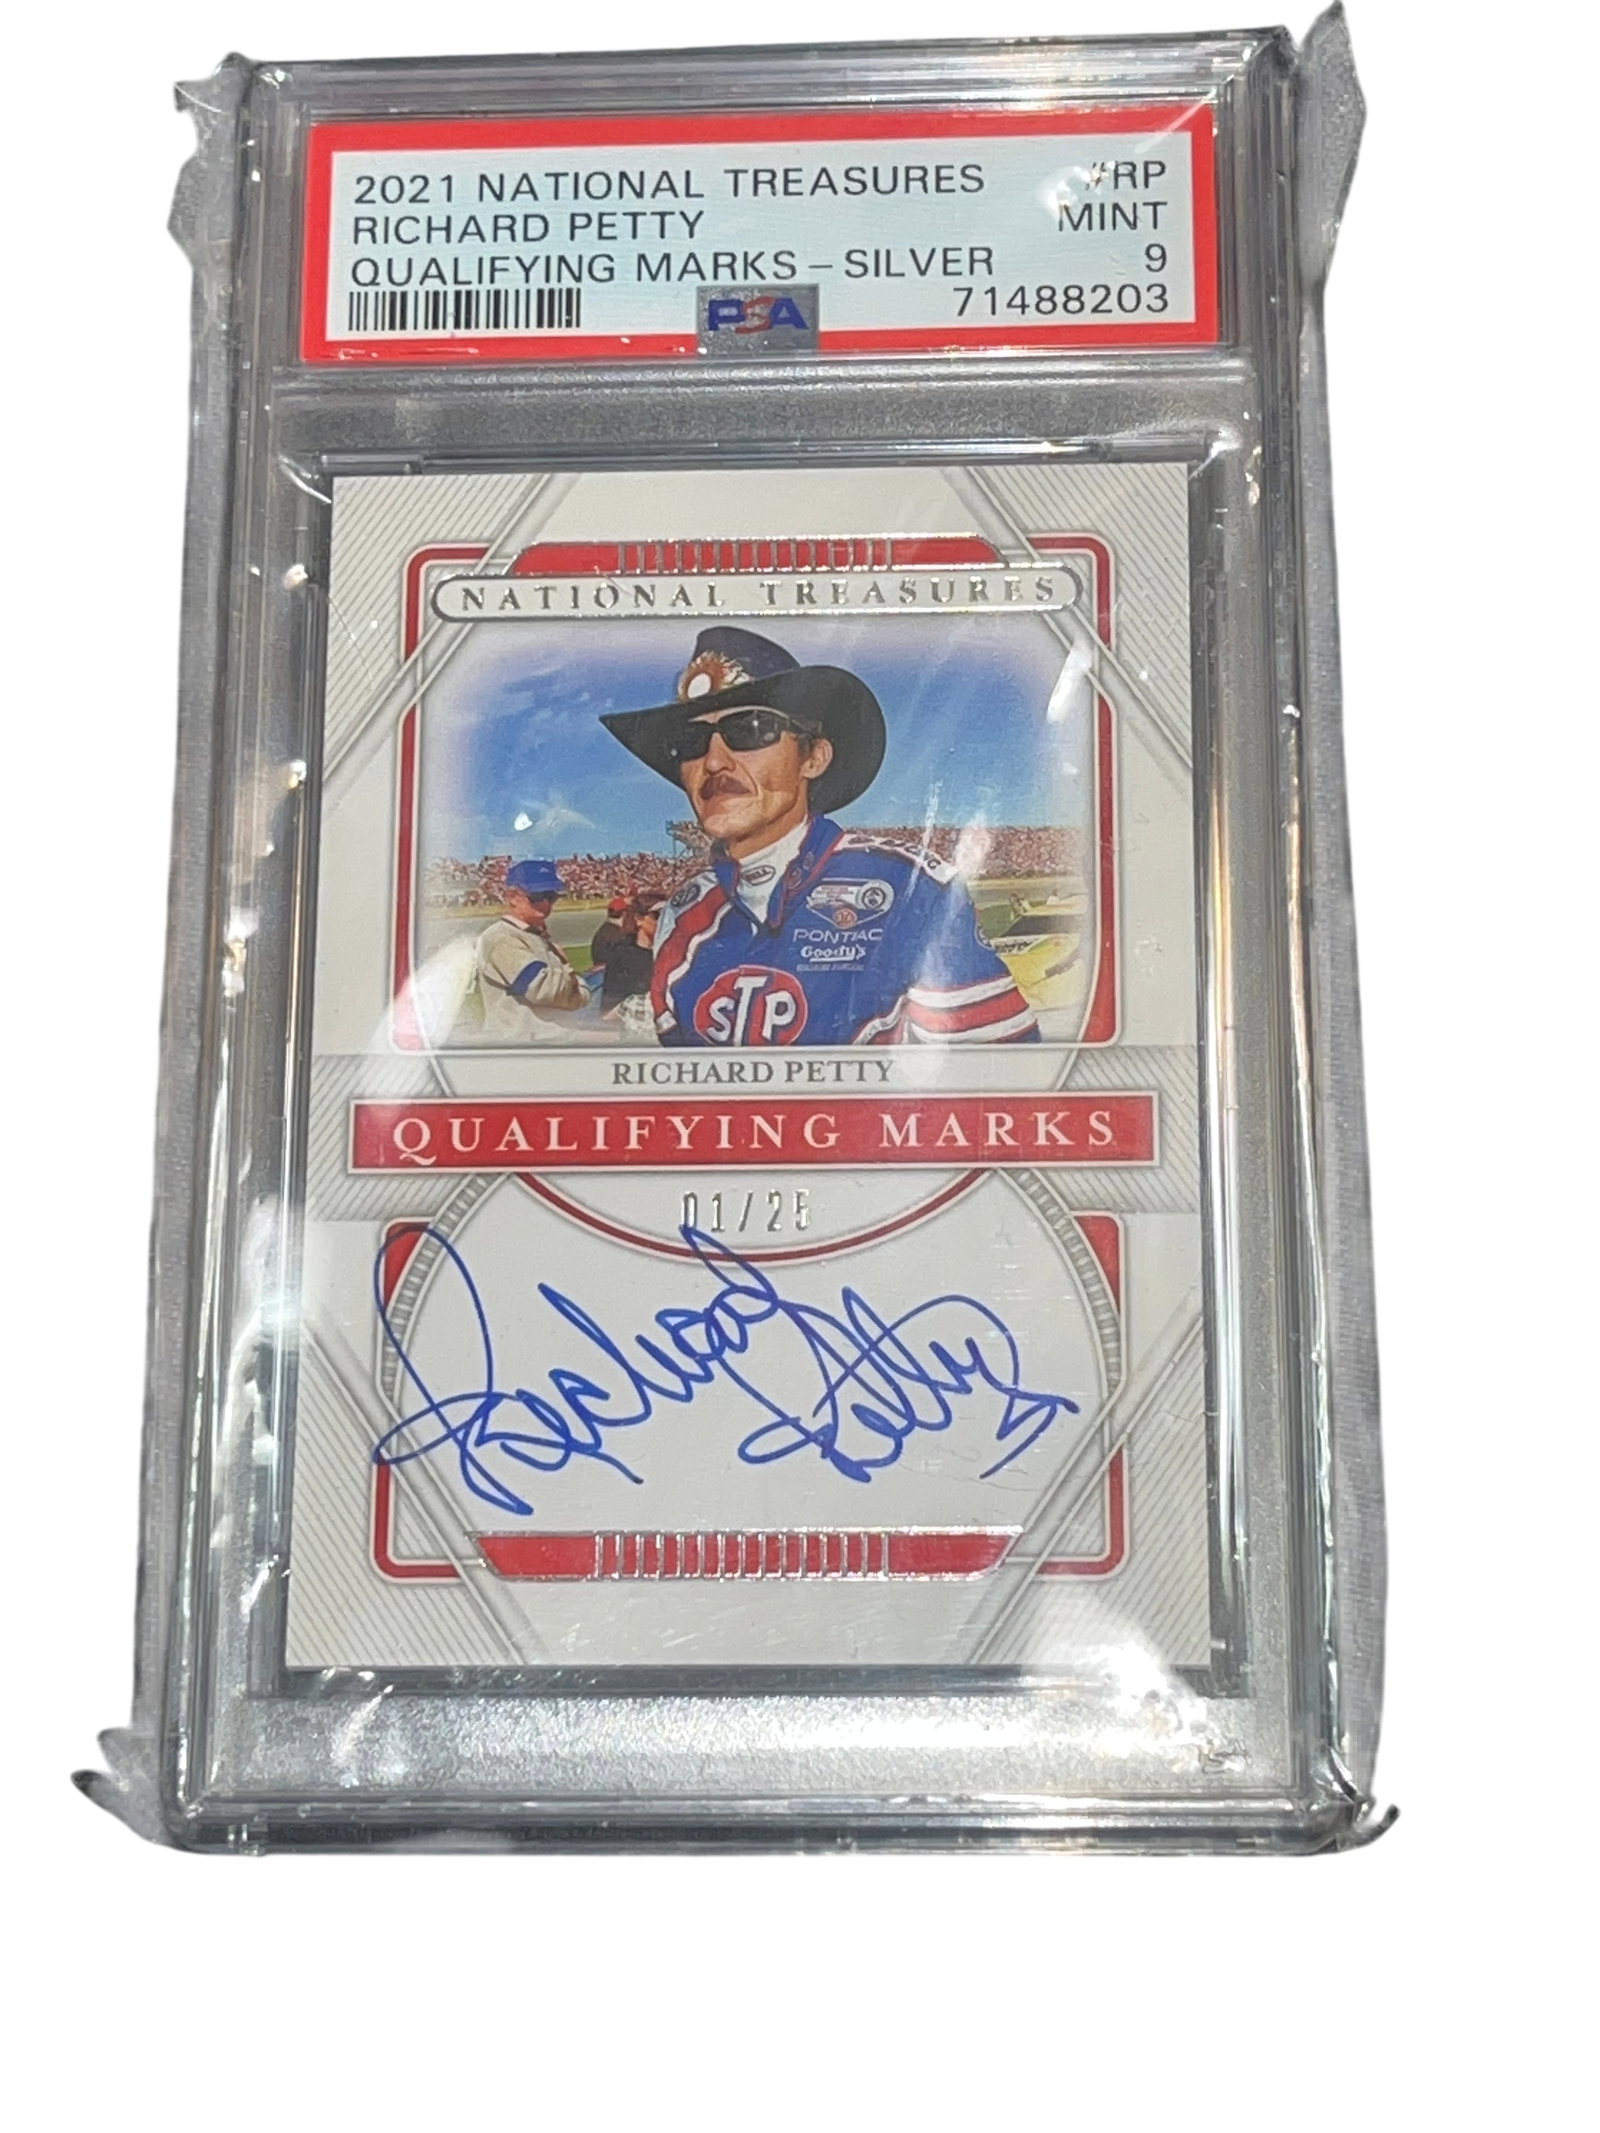 2021 NATIONAL TREASURES #RP
RICHARD PETTY MINT
QUALIFYING MARKS – SILVER 9
PSA 71488203
NATIONAL TREASURES
PONTIAC
Goody's
STP
RICHARD PETTY
QUALIFYING MARKS
01/25
Richard Petty